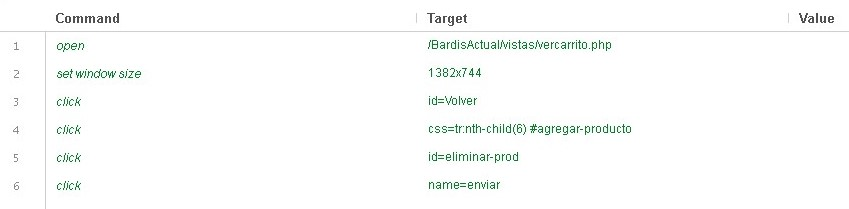 Command Target Value
1 open /BardisActual/vistas/vercarrito.php
2 set window size 1382x744
3 click id=Volver
4 click css=tr:nth-child(6) #agregar-producto
5 click id=eliminar-prod
6 click name=enviar